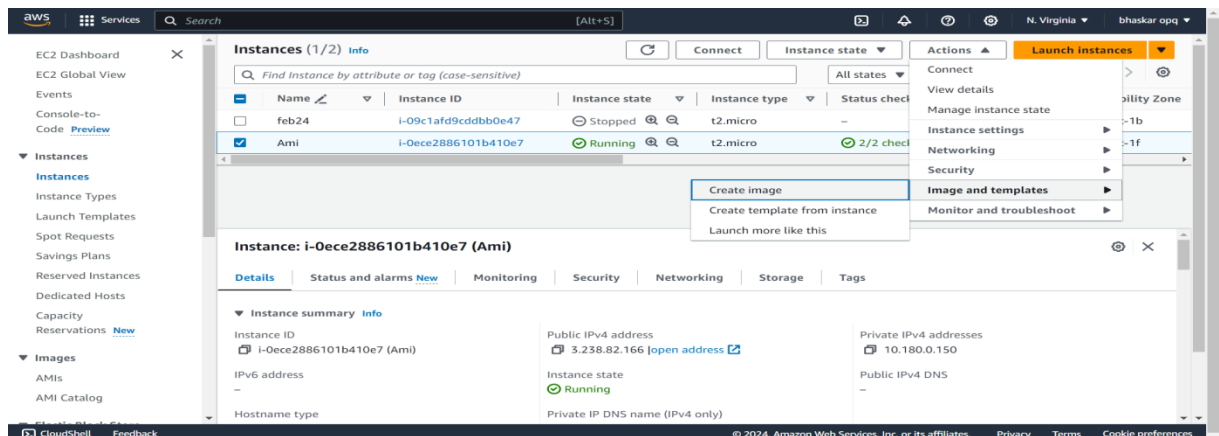 aws Services Search [Alt+S] N. Virginia bhaskar opq
EC2 Dashboard
EC2 Global View
Events
Console-to-
Code Preview
Instances
Instances
Instance Types
Launch Templates
Spot Requests
Savings Plans
Reserved Instances
Dedicated Hosts
Capacity
Reservations New
Images
AMIs
AMI Catalog
Instances (1/2) Info Connect Instance state Actions Launch instances
Find Instance by attribute or tag (case-sensitive) All states
Name Instance ID Instance state Instance type Status check bility Zone
feb24 i-09c1afd9cddbb0e47 Stopped t2.micro – -1b
Ami i-0ece2886101b410e7 Running t2.micro 2/2 check -1f
Connect
View details
Manage instance state
Instance settings
Networking
Security
Image and templates
Monitor and troubleshoot
Create image
Create template from instance
Launch more like this
Instance: i-0ece2886101b410e7 (Ami)
Details Status and alarms New Monitoring Security Networking Storage Tags
Instance summary Info
Instance ID Public IPv4 address Private IPv4 addresses
i-0ece2886101b410e7 (Ami) 3.238.82.166 |open address 10.180.0.150
IPv6 address Instance state Public IPv4 DNS
– Running –
Hostname type Private IP DNS name (IPv4 only)
CloudShell Feedback © 2024, Amazon Web Services, Inc. or its affiliates. Privacy Terms Cookie preferences